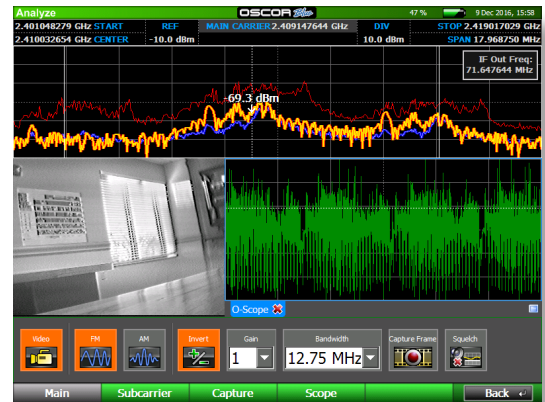 Analyze OSCOR Blue 47 % 9 Dec 2016, 15:58
2.401048279 GHz START REF MAIN CARRIER 2.409147644 GHz DIV STOP 2.419017029 GHz
2.410032654 GHz CENTER -10.0 dBm 10.0 dBm SPAN 17.968750 MHz
IF Out Freq:
71.647644 MHz
-69.3 dBm
O-Scope
Video FM AM Invert Gain Bandwidth Capture Frame Squelch
1 12.75 MHz
Main Subcarrier Capture Scope Back